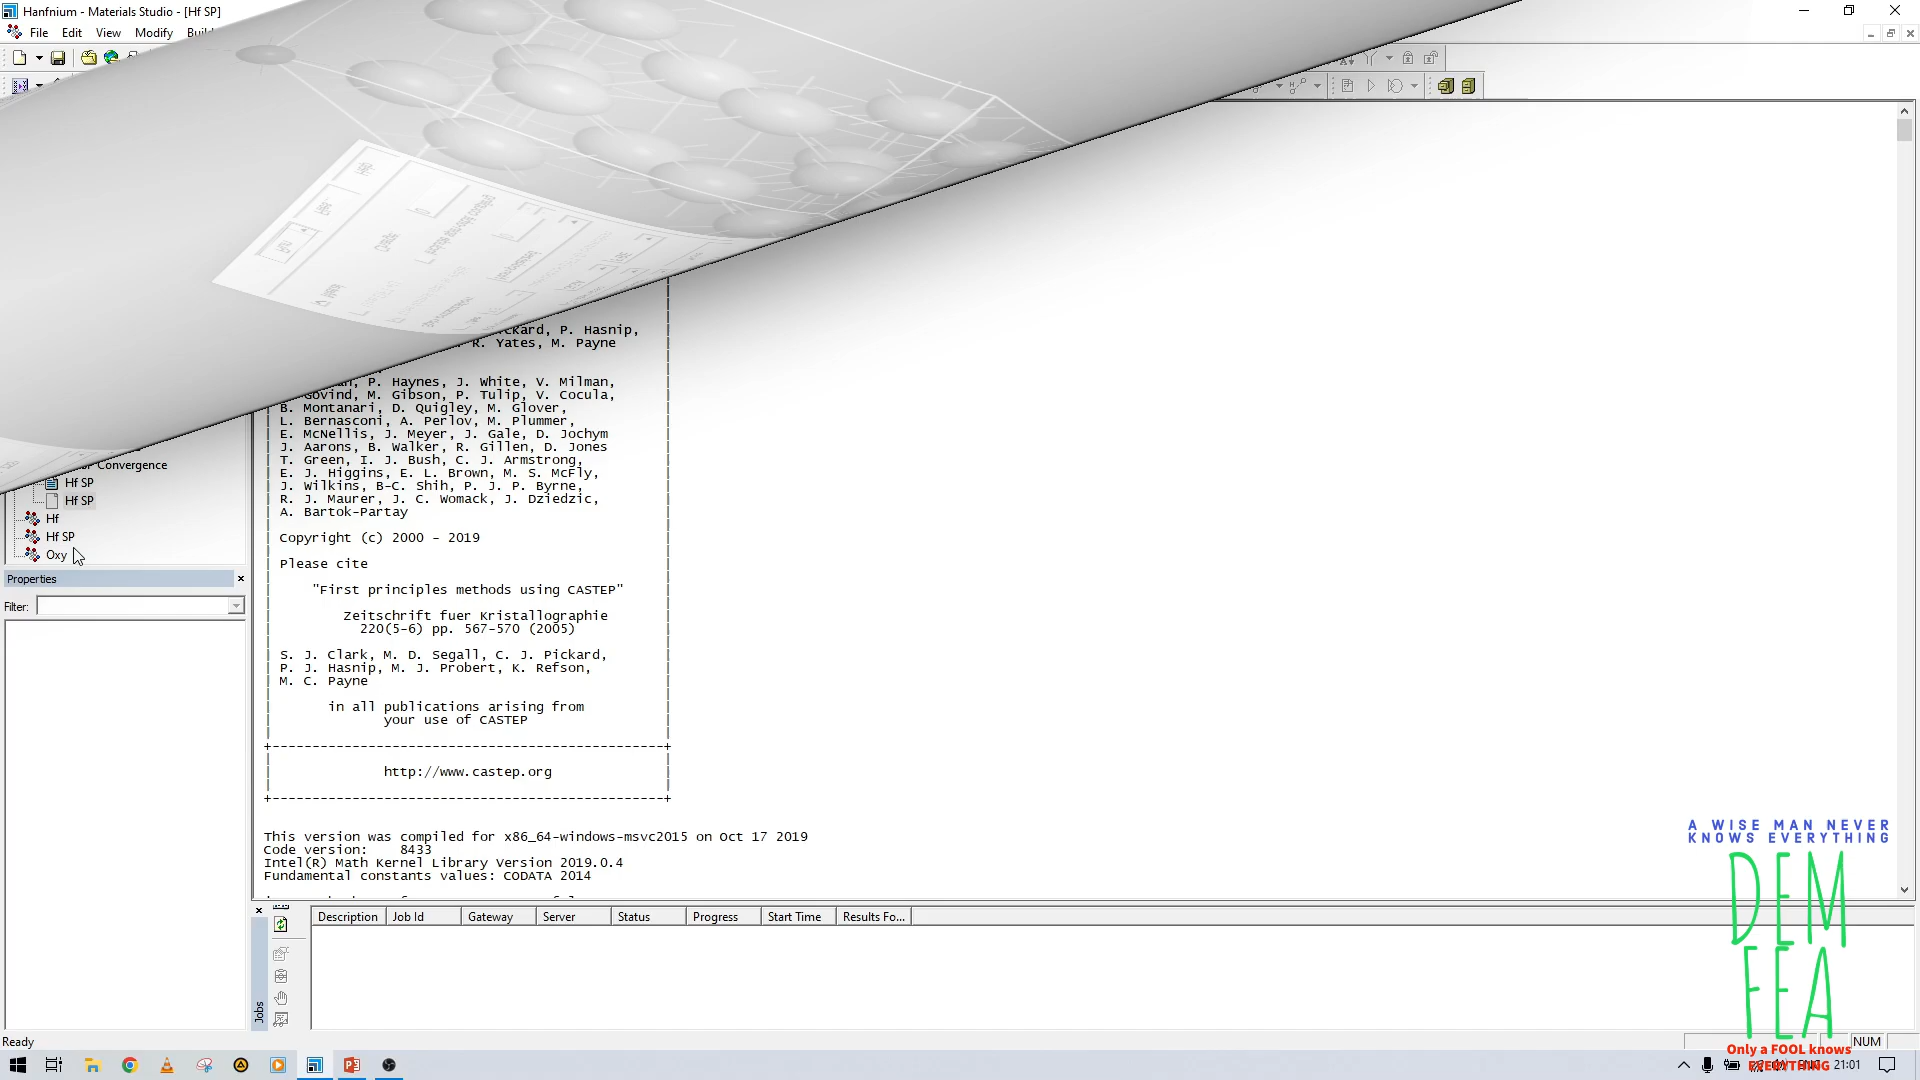 Hanfnium - Materials Studio - [Hf SP]
File Edit View Modify
ckard, P. Hasnip,
R. Yates, M. Payne
P. Haynes, J. White, V. Milman,
Govind, M. Gibson, P. Tulip, V. Cocula,
B. Montanari, D. Quigley, M. Glover,
L. Bernasconi, A. Perlov, M. Plummer,
E. McNellis, J. Meyer, J. Gale, D. Jochym
J. Aarons, B. Walker, R. Gillen, D. Jones
T. Green, I. J. Bush, C. J. Armstrong,
E. J. Higgins, E. L. Brown, M. S. McFly,
J. Wilkins, B-C. Shih, P. J. P. Byrne,
R. J. Maurer, J. C. Womack, J. Dziedzic,
A. Bartok-Partay
Copyright (c) 2000 - 2019
Please cite
"First principles methods using CASTEP"
Zeitschrift fuer Kristallographie
220(5-6) pp. 567-570 (2005)
S. J. Clark, M. D. Segall, C. J. Pickard,
P. J. Hasnip, M. J. Probert, K. Refson,
M. C. Payne
in all publications arising from
your use of CASTEP
http://www.castep.org
This version was compiled for x86_64-windows-msvc2015 on Oct 17 2019
Code version: 8433
Intel(R) Math Kernel Library Version 2019.0.4
Fundamental constants values: CODATA 2014
Convergence
Hf SP
Hf SP
Hf
Hf SP
Oxy
Properties
Filter:
Jobs
Description Job Id Gateway Server Status Progress Start Time Results Fo...
A WISE MAN NEVER
KNOWS EVERYTHING
DEM
FEA
Only a FOOL knows
EVERYTHING
Ready
NUM
21:01